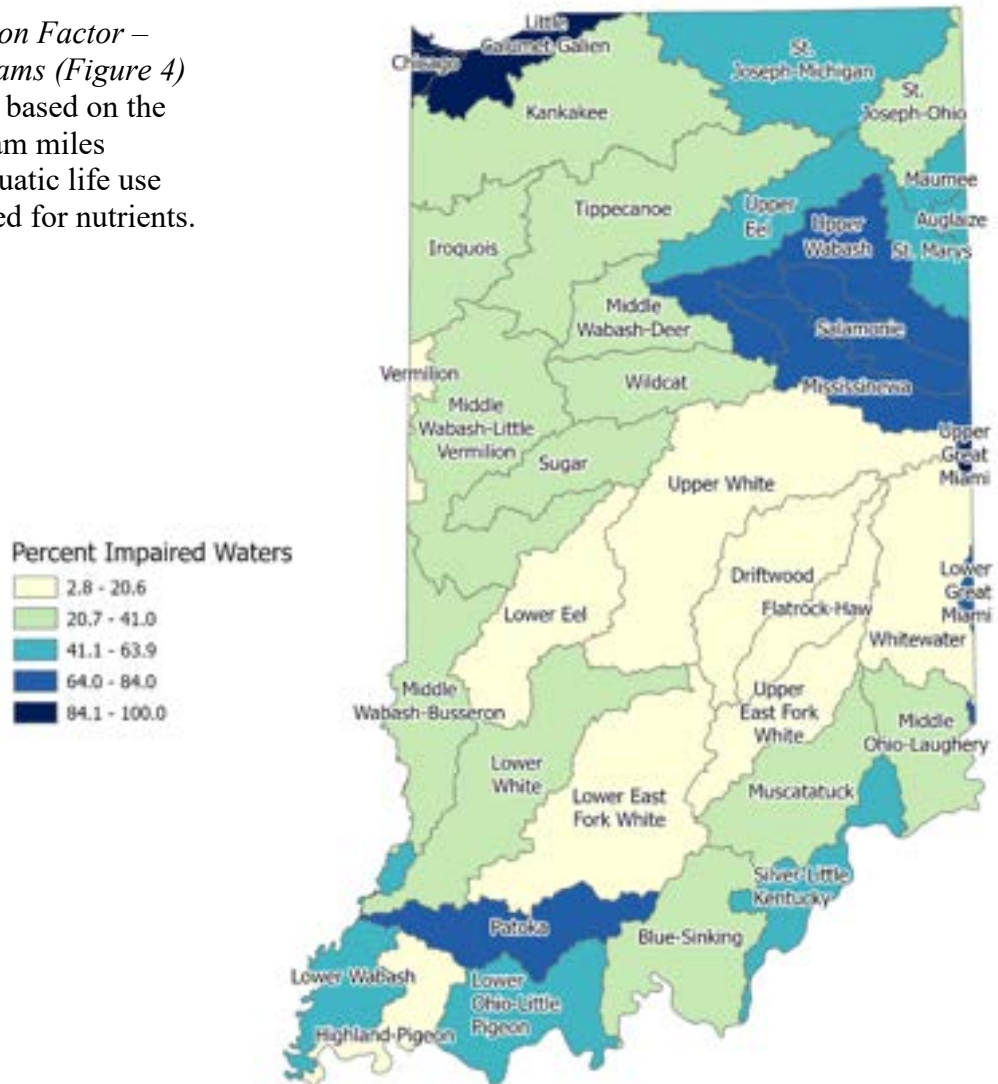 on Factor –
ams (Figure 4)
based on the
am miles
uatic life use
ed for nutrients.
Little
Calumet-Galien
Chicago
St.
Joseph-Michigan
St.
Joseph-Ohio
Kankakee
Maumee
Tippecanoe
Upper
Eel
Upper
Wabash
Auglaize
St. Marys
Iroquois
Middle
Wabash-Deer
Salamonie
Vermilion
Wildcat
Mississinewa
Middle
Wabash-Little
Vermilion
Sugar
Upper
Great
Miami
Upper White
Percent Impaired Waters
2.8 - 20.6
20.7 - 41.0
41.1 - 63.9
64.0 - 84.0
84.1 - 100.0
Driftwood
Lower
Great
Miami
Lower Eel
Flatrock-Haw
Whitewater
Middle
Wabash-Busseron
Upper
East Fork
White
Middle
Ohio-Laughery
Lower
White
Lower East
Fork White
Muscatatuck
Silver-Little
Kentucky
Patoka
Blue-Sinking
Lower Wabash
Lower
Ohio-Little
Pigeon
Highland-Pigeon